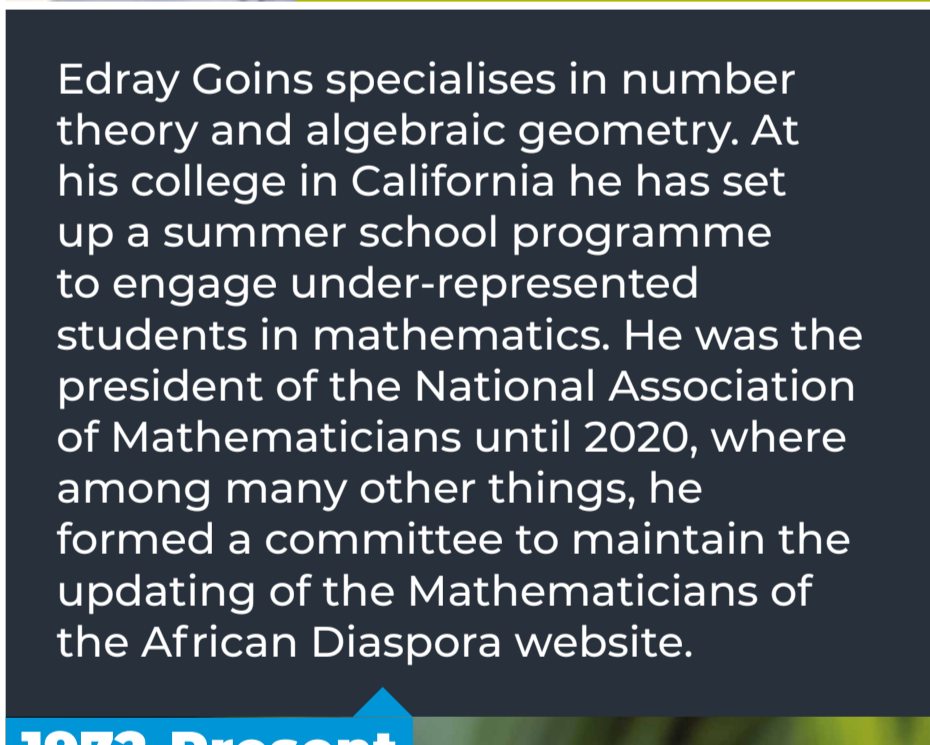 Edray Goins specialises in number
theory and algebraic geometry. At
his college in California he has set
up a summer school programme
to engage under-represented
students in mathematics. He was the
president of the National Association
of Mathematicians until 2020, where
among many other things, he
formed a committee to maintain the
updating of the Mathematicians of
the African Diaspora website.
1972-Present